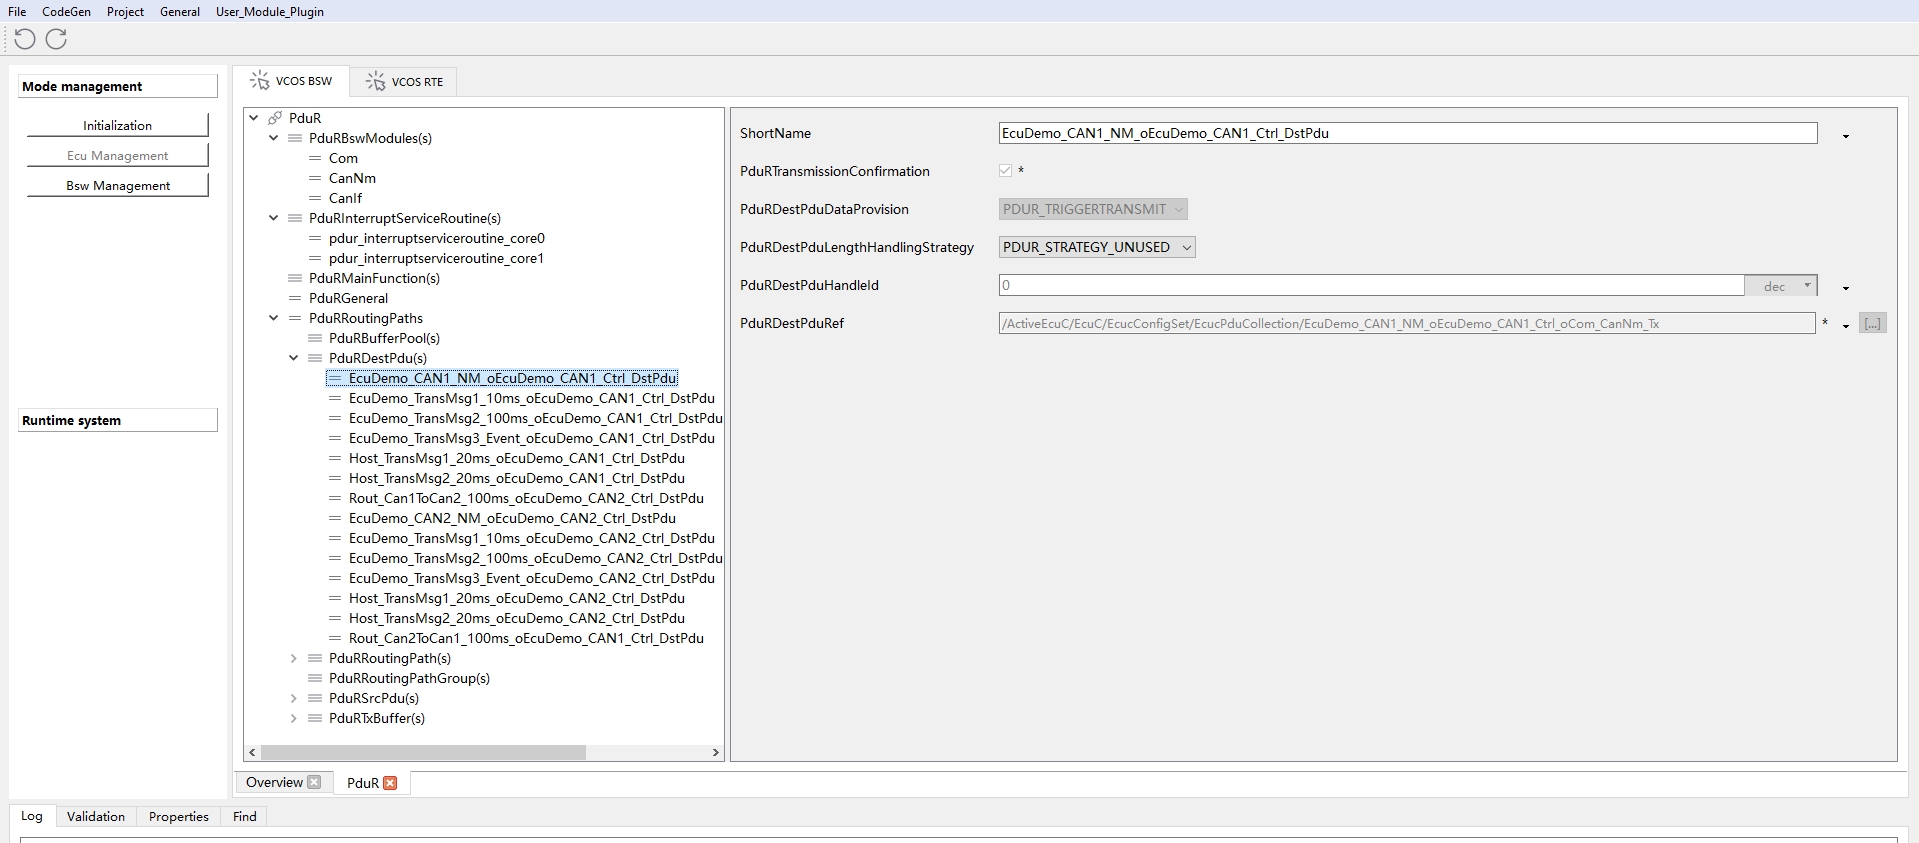 File CodeGen Project General User_Module_Plugin
Mode management
Initialization
Ecu Management
Bsw Management
Runtime system
VCOS BSW VCOS RTE
PduR
PduRBswModules(s)
Com
CanNm
CanIf
PduRInterruptServiceRoutine(s)
pdur_interruptserviceroutine_core0
pdur_interruptserviceroutine_core1
PduRMainFunction(s)
PduRGeneral
PduRRoutingPaths
PduRBufferPool(s)
PduRDestPdu(s)
EcuDemo_CAN1_NM_oEcuDemo_CAN1_Ctrl_DstPdu
EcuDemo_TransMsg1_10ms_oEcuDemo_CAN1_Ctrl_DstPdu
EcuDemo_TransMsg2_100ms_oEcuDemo_CAN1_Ctrl_DstPdu
EcuDemo_TransMsg3_Event_oEcuDemo_CAN1_Ctrl_DstPdu
Host_TransMsg1_20ms_oEcuDemo_CAN1_Ctrl_DstPdu
Host_TransMsg2_20ms_oEcuDemo_CAN1_Ctrl_DstPdu
Rout_Can1ToCan2_100ms_oEcuDemo_CAN2_Ctrl_DstPdu
EcuDemo_CAN2_NM_oEcuDemo_CAN2_Ctrl_DstPdu
EcuDemo_TransMsg1_10ms_oEcuDemo_CAN2_Ctrl_DstPdu
EcuDemo_TransMsg2_100ms_oEcuDemo_CAN2_Ctrl_DstPdu
EcuDemo_TransMsg3_Event_oEcuDemo_CAN2_Ctrl_DstPdu
Host_TransMsg1_20ms_oEcuDemo_CAN2_Ctrl_DstPdu
Host_TransMsg2_20ms_oEcuDemo_CAN2_Ctrl_DstPdu
Rout_Can2ToCan1_100ms_oEcuDemo_CAN1_Ctrl_DstPdu
PduRRoutingPath(s)
PduRRoutingPathGroup(s)
PduRSrcPdu(s)
PduRTxBuffer(s)
ShortName EcuDemo_CAN1_NM_oEcuDemo_CAN1_Ctrl_DstPdu
PduRTransmissionConfirmation *
PduRDestPduDataProvision PDUR_TRIGGERTRANSMIT
PduRDestPduLengthHandlingStrategy PDUR_STRATEGY_UNUSED
PduRDestPduHandleId 0 dec
PduRDestPduRef /ActiveEcuC/EcuC/EcucConfigSet/EcucPduCollection/EcuDemo_CAN1_NM_oEcuDemo_CAN1_Ctrl_oCom_CanNm_Tx * [...]
Overview PduR
Log Validation Properties Find